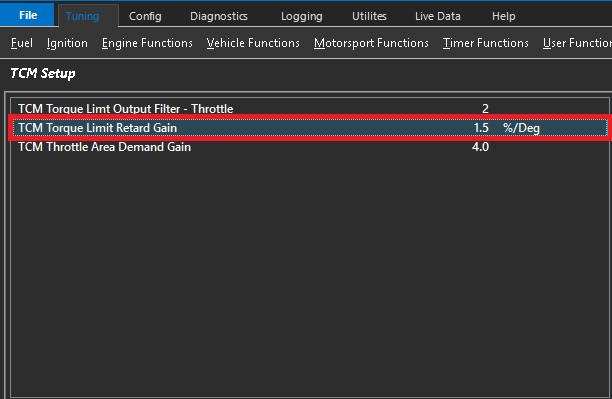 File Tuning Config Diagnostics Logging Utilites Live Data Help
Fuel Ignition Engine Functions Vehicle Functions Motorsport Functions Timer Functions User Function
TCM Setup
TCM Torque Limt Output Filter - Throttle 2
TCM Torque Limit Retard Gain 1.5 %/Deg
TCM Throttle Area Demand Gain 4.0